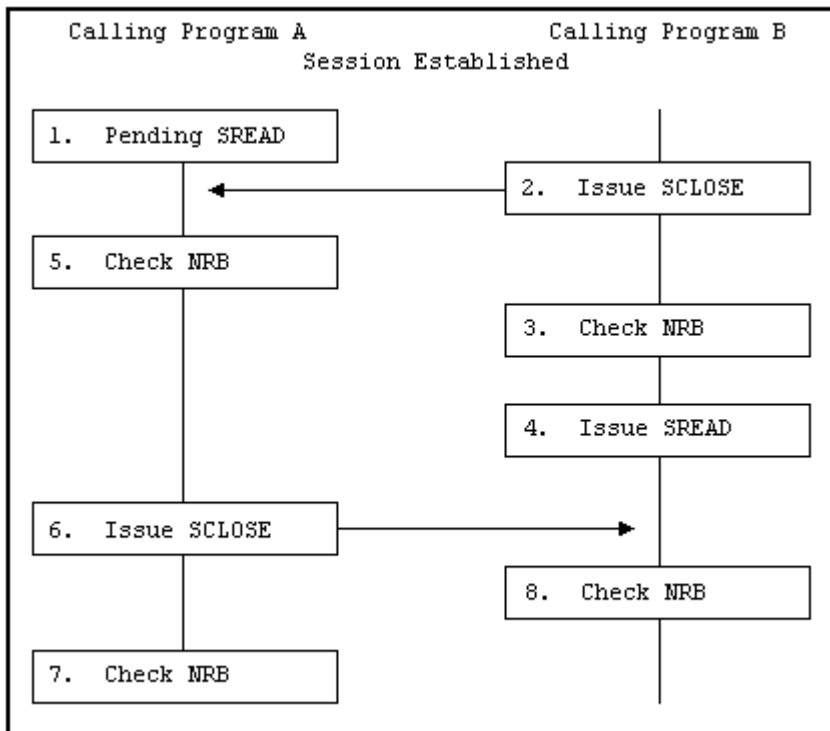 Calling Program A Calling Program B
Session Established
1. Pending SREAD
2. Issue SCLOSE
5. Check NRB
3. Check NRB
4. Issue SREAD
6. Issue SCLOSE
8. Check NRB
7. Check NRB